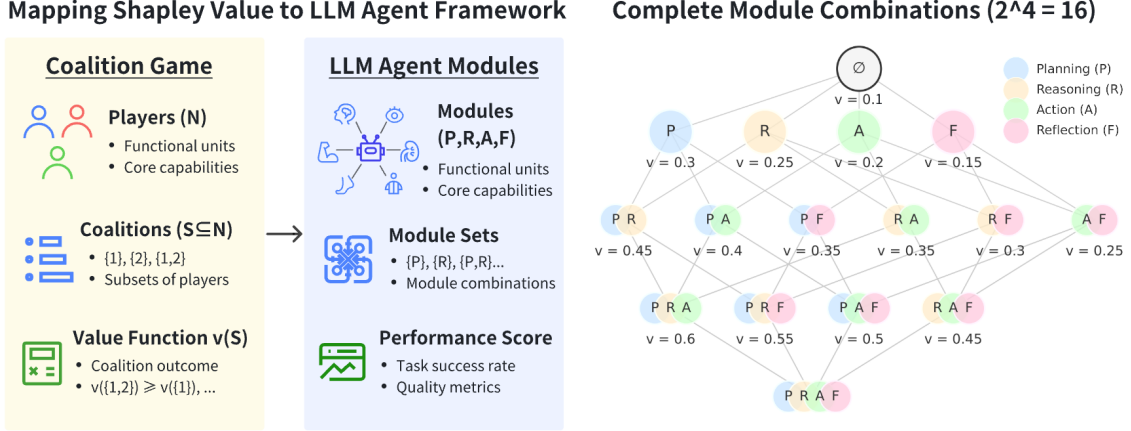 Mapping Shapley Value to LLM Agent Framework
Coalition Game
Players (N)
• Functional units
• Core capabilities
Coalitions (S⊆N)
• {1}, {2}, {1,2}
• Subsets of players
Value Function v(S)
• Coalition outcome
• v({1,2}) ⩾ v({1}), ...
LLM Agent Modules
Modules
(P,R,A,F)
• Functional units
• Core capabilities
Module Sets
• {P}, {R}, {P,R}...
• Module combinations
Performance Score
• Task success rate
• Quality metrics
Complete Module Combinations (2^4 = 16)
∅
v = 0.1
Planning (P)
Reasoning (R)
Action (A)
Reflection (F)
P R A F
v = 0.3 v = 0.25 v = 0.2 v = 0.15
P R P A P F R A R F A F
v = 0.45 v = 0.4 v = 0.35 v = 0.35 v = 0.3 v = 0.25
P R A P R F P A F R A F
v = 0.6 v = 0.55 v = 0.5 v = 0.45
P R A F